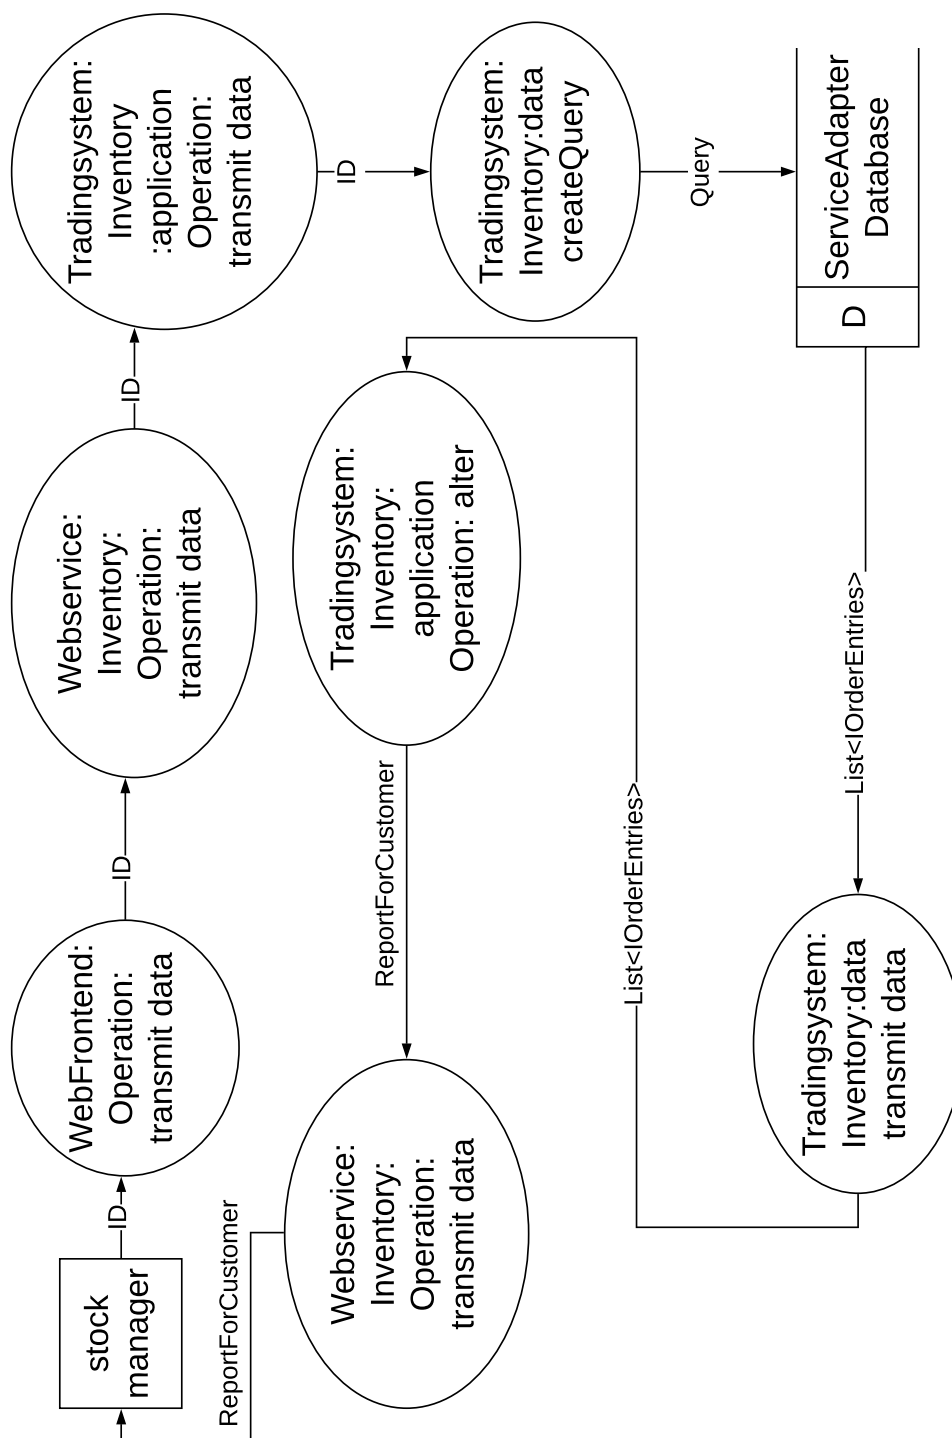 stock
manager
ID
WebFrontend:
Operation:
transmit data
ID
Webservice:
Inventory:
Operation:
transmit data
ID
Tradingsystem:
Inventory
:application
Operation:
transmit data
ID
Tradingsystem:
Inventory:data
createQuery
Query
D
ServiceAdapter
Database
List<IOrderEntries>
Tradingsystem:
Inventory:data
transmit data
List<IOrderEntries>
Tradingsystem:
Inventory:
application
Operation: alter
ReportForCustomer
Webservice:
Inventory:
Operation:
transmit data
ReportForCustomer